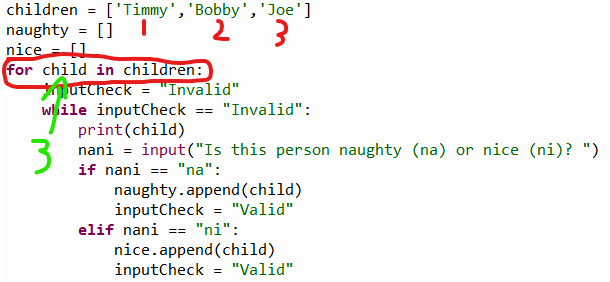 children = ['Timmy','Bobby','Joe']
naughty = []
1 2 3
nice = []
for child in children:
    inputCheck = "Invalid"
    while inputCheck == "Invalid":
        print(child)
3
        nani = input("Is this person naughty (na) or nice (ni)? ")
        if nani == "na":
            naughty.append(child)
            inputCheck = "Valid"
        elif nani == "ni":
            nice.append(child)
            inputCheck = "Valid"